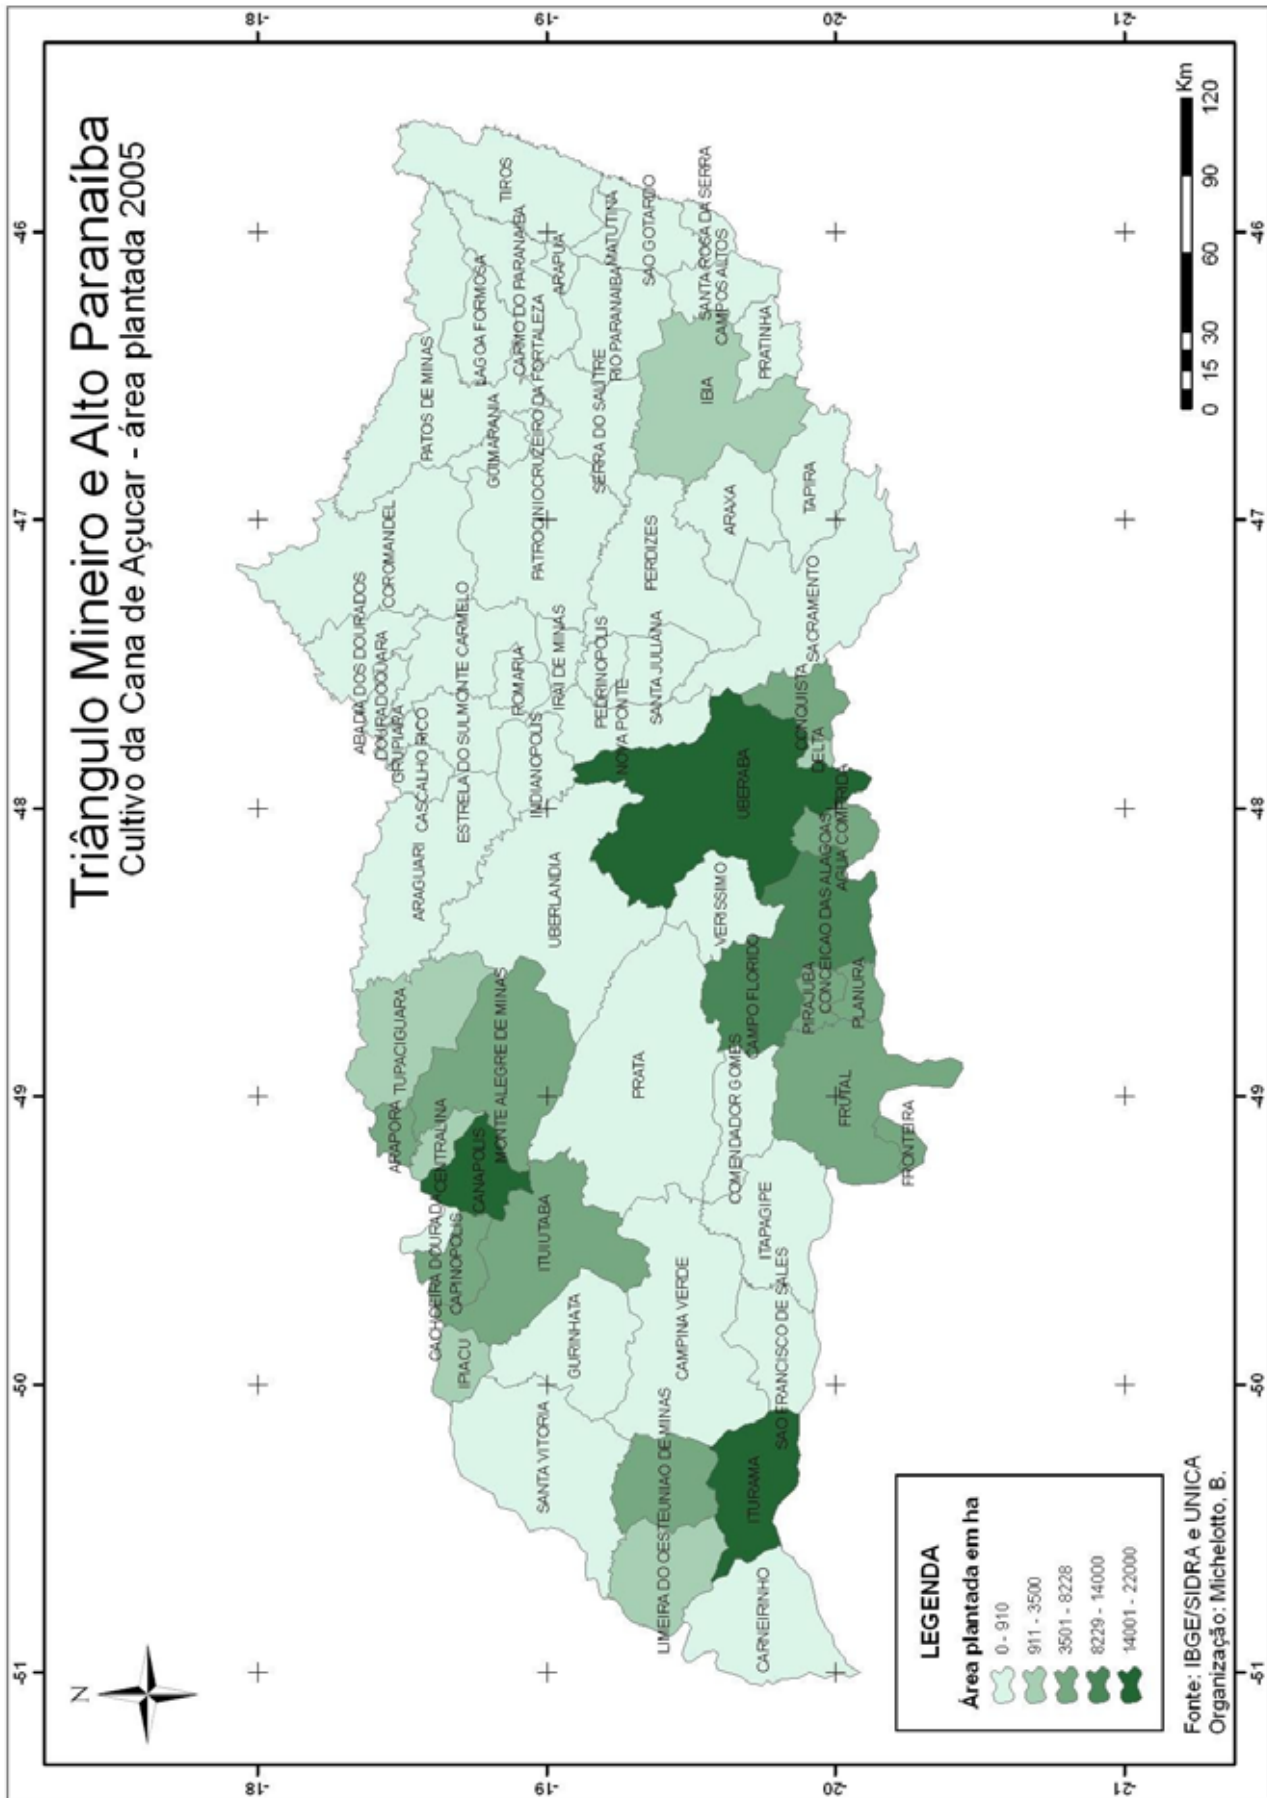 Triângulo Mineiro e Alto Paranaíba
Cultivo da Cana de Açucar - área plantada 2005
-51
-50
-49
-48
-47
-46
-18
-18
-19
-19
-20
-20
-21
-21
N
ABADIA DOS DOURADOS
COROMANDEL
DOURADOQUARA
GRUPIARA
CASCALHO RICO
ARAGUARI
PATOS DE MINAS
LAGOA FORMOSA
TIROS
ESTRELA DO SUL
MONTE CARMELO
GUIMARANIA
CARMO DO PARANAIBA
ARAPUA
TUPACIGUARA
ARAPORA
CENTRALINA
CACHOEIRA DOURADA
CAPINOPOLIS
CANAPOLIS
IPIACU
MONTE ALEGRE DE MINAS
ROMARIA
INDIANOPOLIS
IRAI DE MINAS
PATROCINIO
CRUZEIRO DA FORTALEZA
UBERLANDIA
ITUIUTABA
SANTA VITORIA
GURINHATA
PEDRINOPOLIS
NOVA PONTE
SERRA DO SALITRE
RIO PARANAIBA
MATUTINA
SAO GOTARDO
PRATA
SANTA JULIANA
PERDIZES
IBIA
SANTA ROSA DA SERRA
CAMPOS ALTOS
CAMPINA VERDE
LIMEIRA DO OESTE
UNIAO DE MINAS
VERISSIMO
UBERABA
ARAXA
PRATINHA
COMENDADOR GOMES
CAMPO FLORIDO
ITAPAGIPE
SAO FRANCISCO DE SALES
ITURAMA
CARNEIRINHO
CONQUISTA
SACRAMENTO
TAPIRA
DELTA
AGUA COMPRIDA
CONCEICAO DAS ALAGOAS
PIRAJUBA
PLANURA
FRUTAL
FRONTEIRA
LEGENDA
Área plantada em ha
0 - 910
911 - 3500
3501 - 8228
8229 - 14000
14001 - 22000
Fonte: IBGE/SIDRA e UNICA
Organização: Michelotto, B.
Km
0 15 30 60 90 120